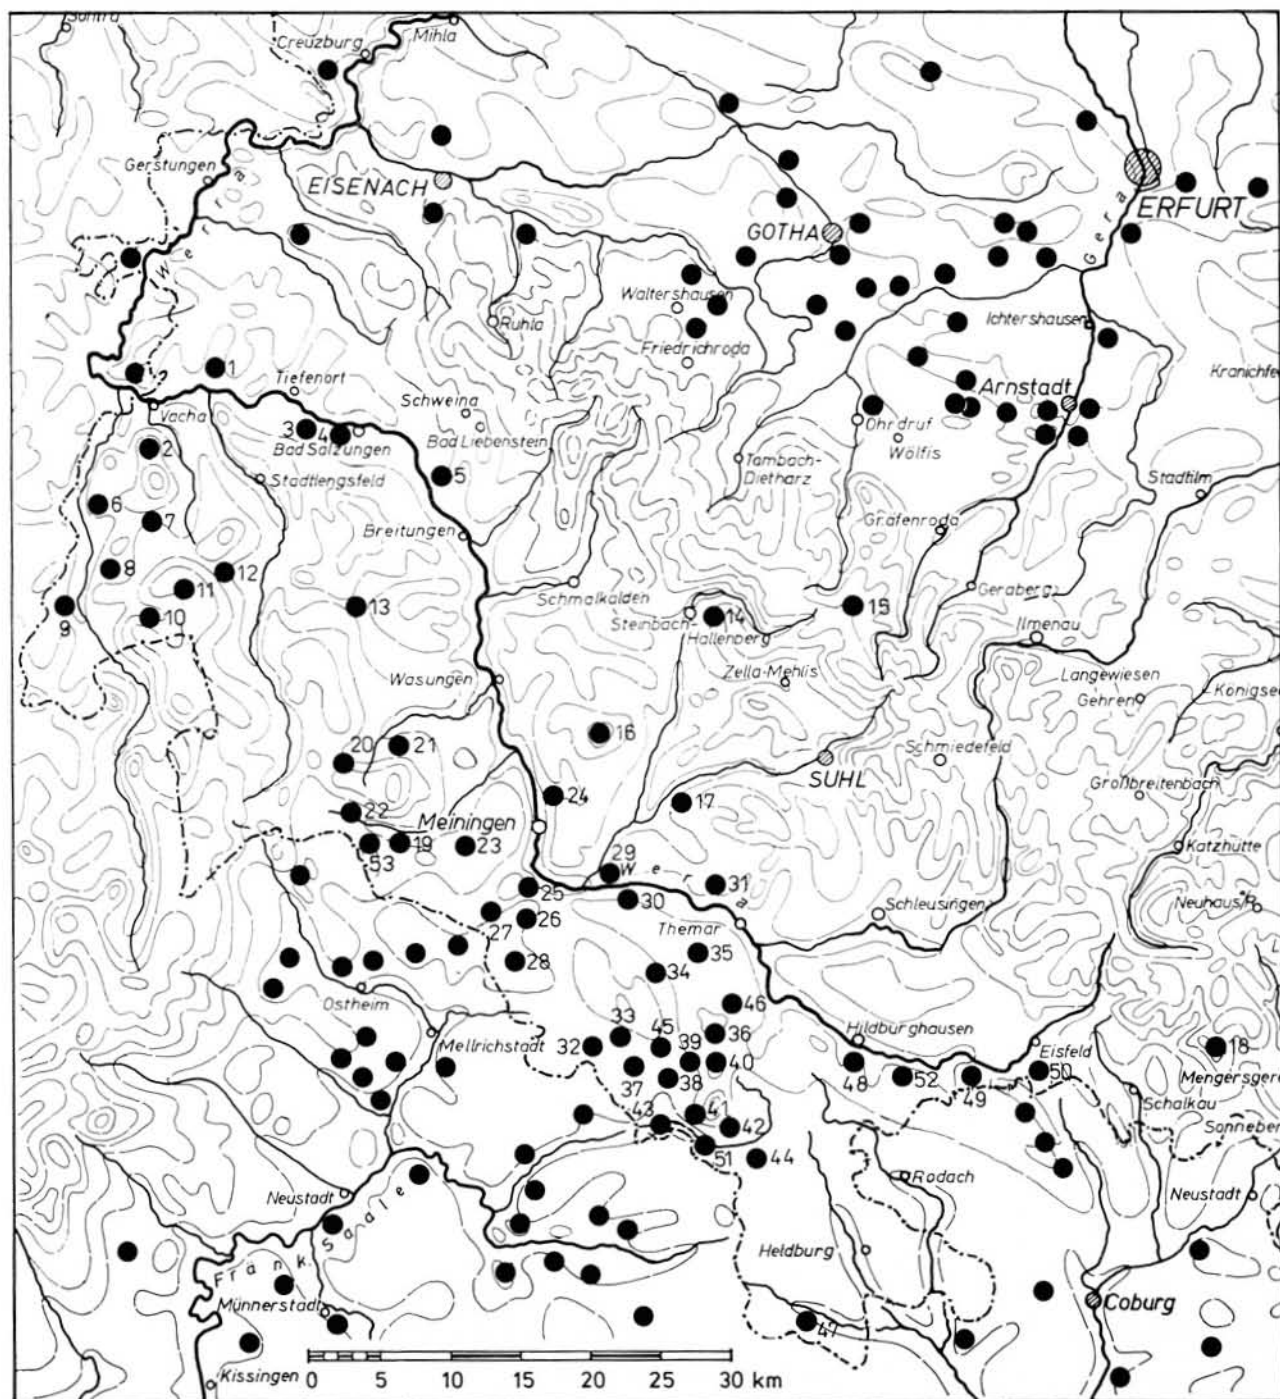 Sontra
Mihla
Creuzburg
Gerstungen
EISENACH
Werra
ERFURT
Gera
GOTHA
Waltershausen
Ruhla
Friedrichroda
Ichtershausen
Kranichfe
1
Tiefenort
Arnstadt
Vacha
Schweina
Bad Liebenstein
3
4
Bad Salzungen
Ohrdruf
Wölfis
2
Stadtlengsfeld
5
Tambach-
Dietharz
Stadtilm
6
7
Breitungen
Gräfenroda
8
12
11
Schmalkalden
Geraberg
9
10
13
Steinbach-
Hallenberg
14
15
Ilmenau
Wasungen
Zella-Mehlis
Langewiesen
Gehren
Königsee
16
20
21
SUHL
Schmiedefeld
Großbreitenbach
24
17
22
Meiningen
53
19
23
Katzhütte
29
Werra
25
31
30
Schleusingen
Neuhaus/R.
27
26
Themar
28
35
34
Ostheim
46
33
45
39
36
Hildburghausen
Mellrichstadt
32
40
Eisfeld
18
37
38
48
52
49
50
Mengersgere
43
41
Schalkau
42
Sonneber
51
44
Rodach
Neustadt
Neustadt
Fränk. Saale
Heldburg
Münnerstadt
Coburg
47
Kissingen
0 5 10 15 20 25 30 km